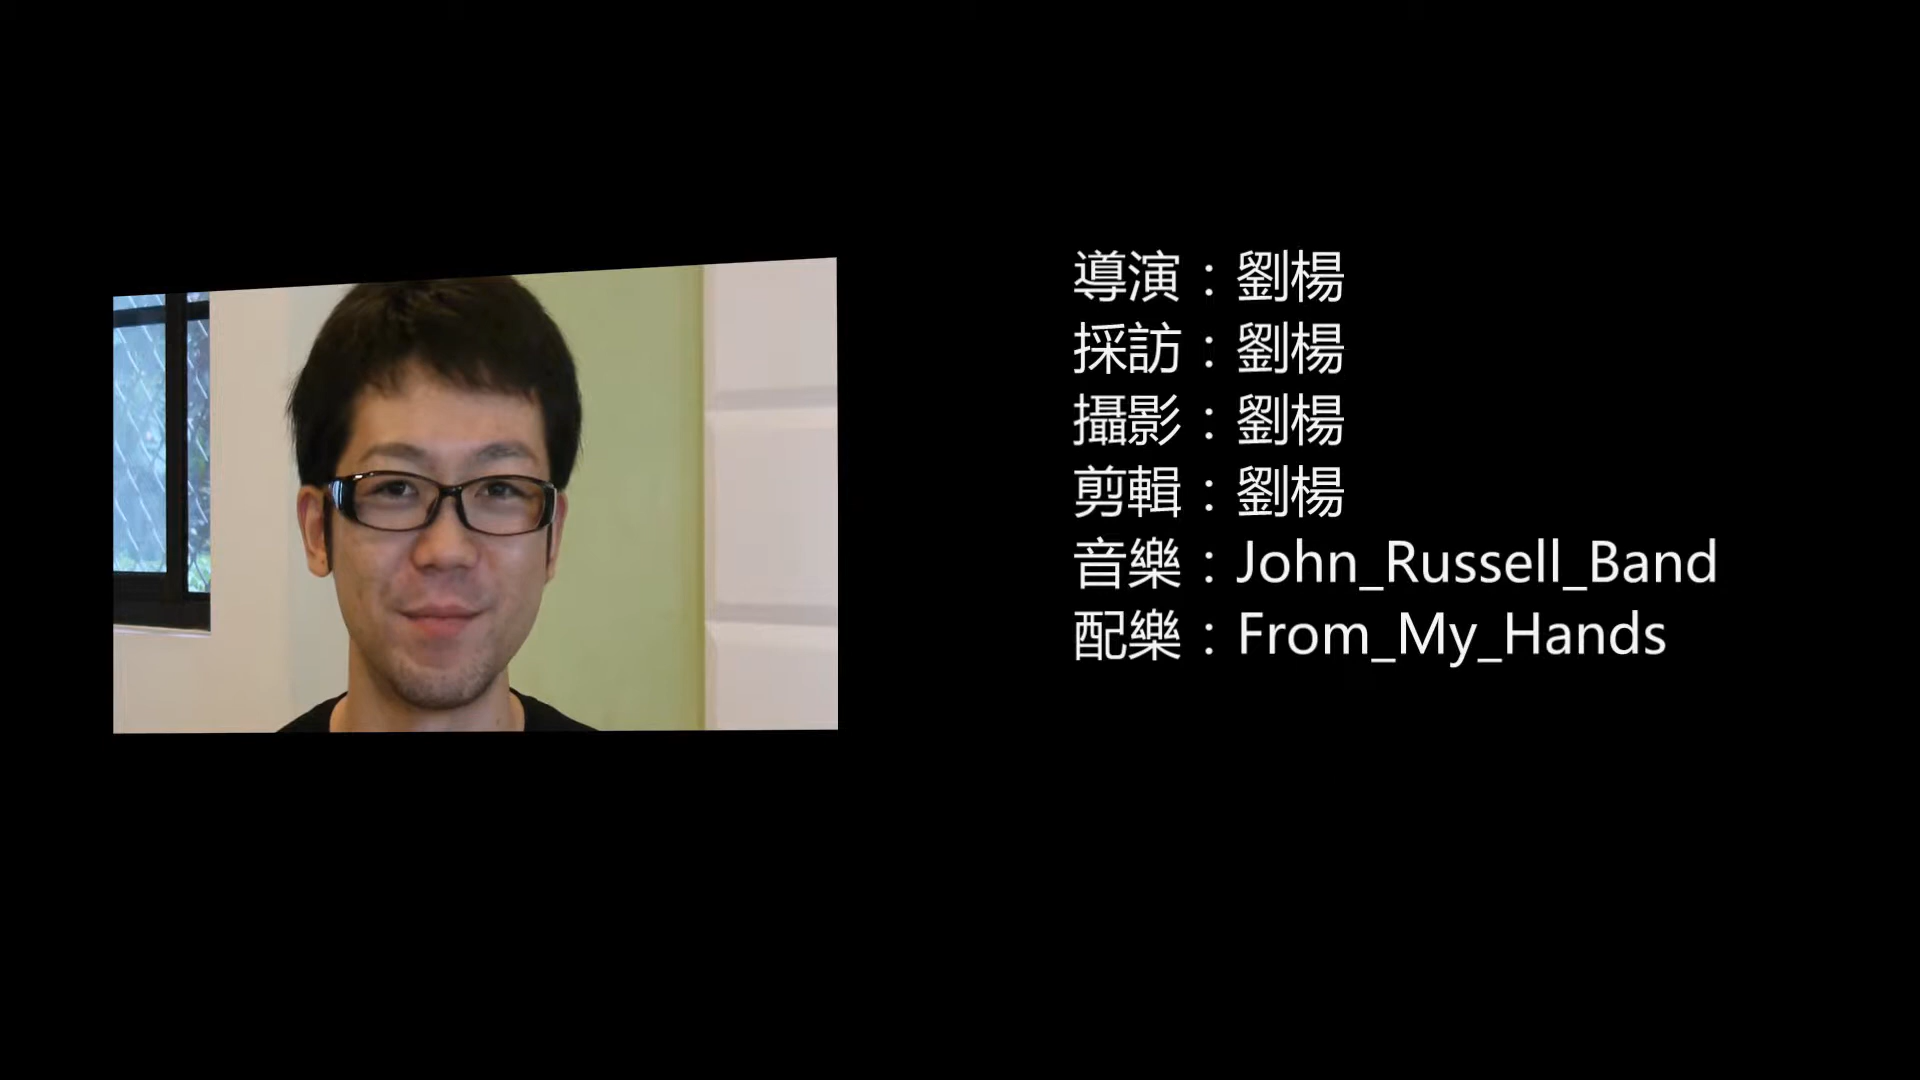 導演：劉楊
採訪：劉楊
攝影：劉楊
剪輯：劉楊
音樂：John_Russell_Band
配樂：From_My_Hands